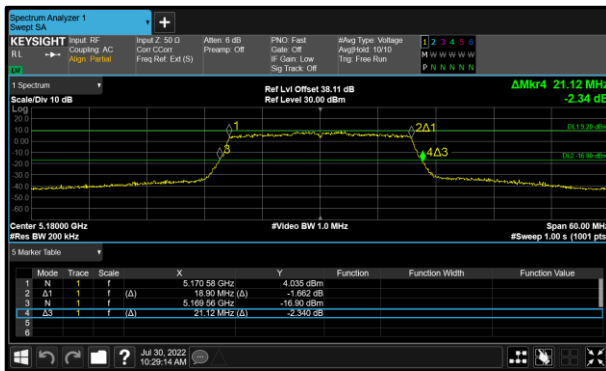 Spectrum Analyzer 1
Swept SA
KEYSIGHT Input: RF Input Z: 50 Ω Atten: 6 dB PNO: Fast #Avg Type: Voltage 1 2 3 4 5 6
R L Coupling: AC Corr CCorr Preamp: Off Gate: Off Avg|Hold: 10/10 M W W W W W
Align: Partial Freq Ref: Ext (S) IF Gain: Low Trig: Free Run
Sig Track: Off P N N N N N
1 Spectrum Ref Lvl Offset 38.11 dB ΔMkr4 21.12 MHz
Scale/Div 10 dB Ref Level 30.00 dBm -2.34 dB
Log
20.0
10.0 1 2Δ1 DL1 9.20 dBm
0.00
-10.0 3 4Δ3 DL2 -16.80 dBm
-20.0
-30.0
-40.0
-50.0
-60.0
Center 5.18000 GHz #Video BW 1.0 MHz Span 60.00 MHz
#Res BW 200 kHz #Sweep 1.00 s (1001 pts)
5 Marker Table
Mode Trace Scale X Y Function Function Width Function Value
1 N 1 f 5.170 58 GHz 4.035 dBm
2 Δ1 1 f (Δ) 18.90 MHz (Δ) -1.662 dB
3 N 1 f 5.169 56 GHz -16.90 dBm
4 Δ3 1 f (Δ) 21.12 MHz (Δ) -2.340 dB
5
6
? Jul 30, 2022
10:29:14 AM